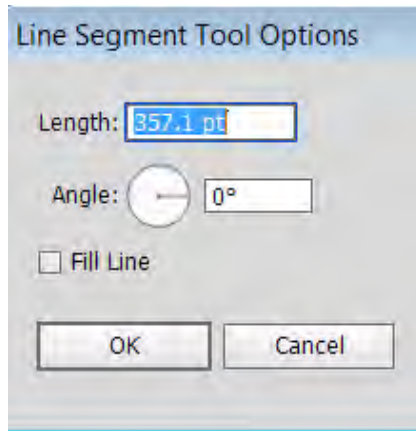 Line Segment Tool Options
Length: 357.1 pt
Angle: 0°
Fill Line
OK Cancel